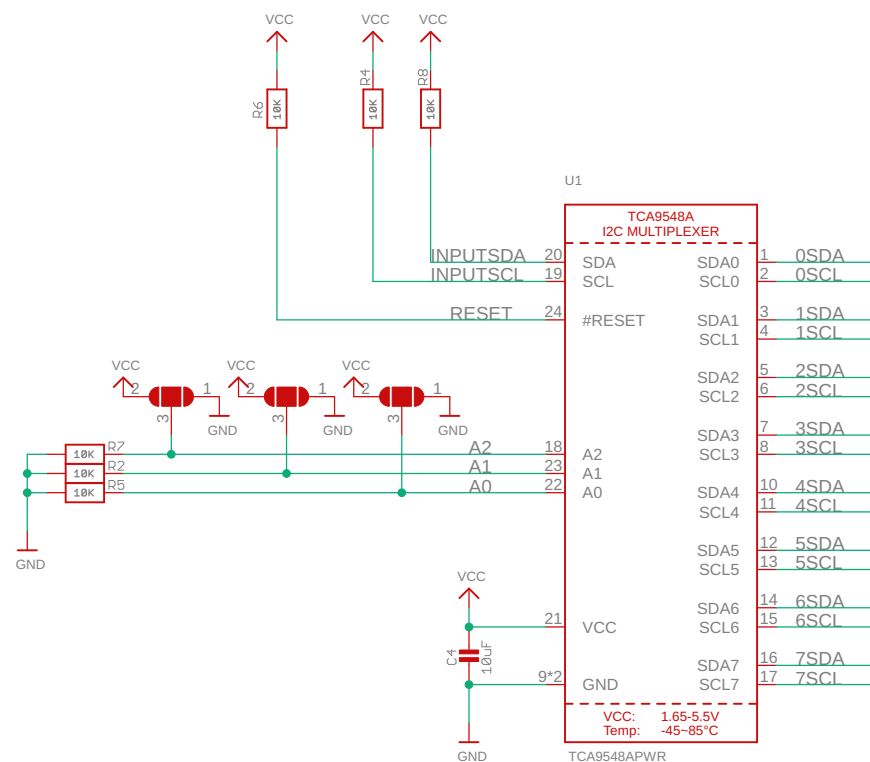 VCC VCC VCC
R6 10K R4 10K R8 10K
U1
TCA9548A
I2C MULTIPLEXER
INPUTSDA 20 SDA SDA0 1 0SDA
INPUTSCL 19 SCL SCL0 2 0SCL
RESET 24 #RESET SDA1 3 1SDA
SCL1 4 1SCL
VCC VCC VCC
SDA2 5 2SDA
2 1 2 1 2 1 SCL2 6 2SCL
3 3 3
GND GND GND
SDA3 7 3SDA
10K R7 A2 18 A2 SCL3 8 3SCL
10K R2 A1 23 A1
10K R5 A0 22 A0 SDA4 10 4SDA
SCL4 11 4SCL
SDA5 12 5SDA
GND SCL5 13 5SCL
VCC
SDA6 14 6SDA
21 VCC SCL6 15 6SCL
C4 10uF
SDA7 16 7SDA
9*2 GND SCL7 17 7SCL
VCC: 1.65-5.5V
Temp: -45~85°C
GND TCA9548APWR